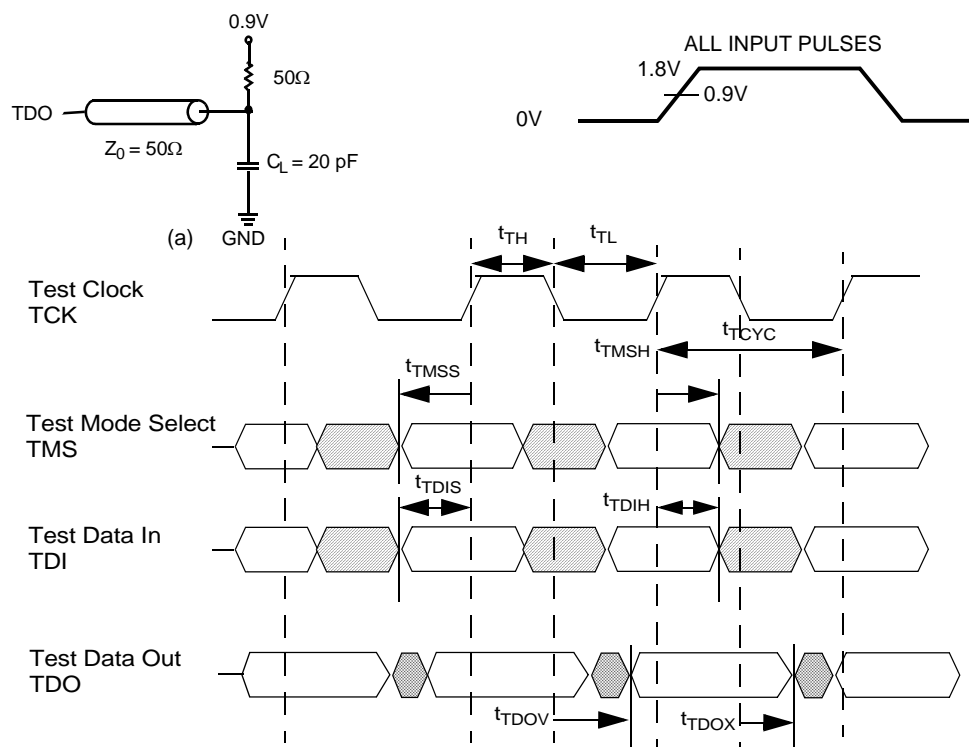 0.9V
50Ω
TDO
Z0 = 50Ω
CL = 20 pF
(a)
GND
ALL INPUT PULSES
1.8V
0.9V
0V
tTH
tTL
Test Clock
TCK
tTCYC
tTMSH
tTMSS
Test Mode Select
TMS
tTDIS
tTDIH
Test Data In
TDI
Test Data Out
TDO
tTDOV
tTDOX